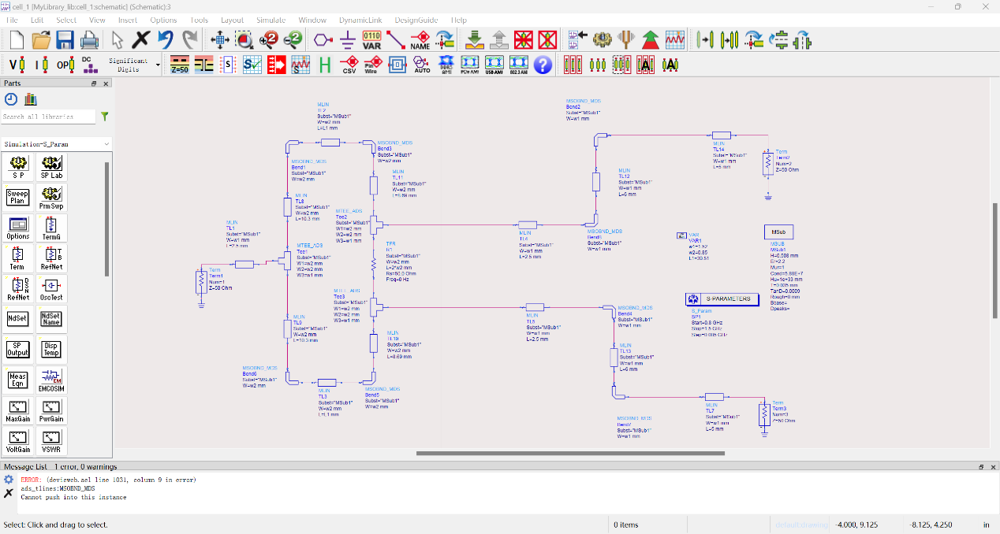 cell_1 [MyLibrary_lib:cell_1:schematic] (Schematic):3
File Edit Select View Insert Options Tools Layout Simulate Window DynamicLink DesignGuide Help
0110
VAR
NAME
V I OP DC
Significant
Digits
Z=50
S
S
H
CSV
Pin
Wire
AUTO
AMI
PCIe AMI
USB AMI
802.3 AMI
?
A
(A)
Parts
Search all libraries
Simulation-S_Param
S P
SP Lab
Sweep
Plan
Prm Swp
Options
TermG
Term
RefNet
RefNet
OscTest
NdSet
NdSet
Name
SP
Output
Disp
Temp
Meas
Eqn
EM
EMCOSIM
MaxGain
PwrGain
VoltGain
VSWR
MLIN
TL2
Subst="MSub1"
W=w2 mm
L=L1 mm
MSOBND_MDS
Bend3
Subst="MSub1"
W=w2 mm
MSOBND_MDS
Bend1
Subst="MSub1"
W=w2 mm
MLIN
TL11
Subst="MSub1"
W=w2 mm
L=8.69 mm
MLIN
TL8
Subst="MSub1"
W=w2 mm
L=10.3 mm
MTEE_ADS
Tee2
Subst="MSub1"
W1=w2 mm
W2=w2 mm
W3=w1 mm
MLIN
TL1
Subst="MSub1"
W=w1 mm
L=2.5 mm
MTEE_ADS
Tee1
Subst="MSub1"
W1=w2 mm
W2=w2 mm
W3=w1 mm
TFR
R1
Subst="MSub1"
W=w2 mm
L=2*w2 mm
Rs=50.0 Ohm
Freq=0 Hz
Term
Term1
Num=1
Z=50 Ohm
MTEE_ADS
Tee3
Subst="MSub1"
W1=w2 mm
W2=w2 mm
W3=w1 mm
MLIN
TL9
Subst="MSub1"
W=w2 mm
L=10.3 mm
MLIN
TL10
Subst="MSub1"
W=w2 mm
L=8.69 mm
MSOBND_MDS
Bend6
Subst="MSub1"
W=w2 mm
MLIN
TL3
Subst="MSub1"
W=w2 mm
L=L1 mm
MSOBND_MDS
Bend5
Subst="MSub1"
W=w2 mm
MSOBND_MDS
Bend2
Subst="MSub1"
W=w1 mm
MLIN
TL14
Subst="MSub1"
W=w1 mm
L=5 mm
Term
Term2
Num=2
Z=50 Ohm
MLIN
TL12
Subst="MSub1"
W=w1 mm
L=6 mm
MLIN
TL4
Subst="MSub1"
W=w1 mm
L=2.5 mm
MSOBND_MDS
Subst="MSub1"
W=w1 mm
VAR
VAR1
w1=1.52
w2=0.85
L1=30.51
MSub
MSUB
MSub1
H=0.508 mm
Er=2.2
Mur=1
Cond=5.88E+7
Hu=1e+33 mm
T=0.035 mm
TanD=0.0009
Rough=0 mm
Bbase=
Dpeaks=
S-PARAMETERS
S_Param
SP1
Start=0.8 GHz
Stop=1.5 GHz
Step=0.005 GHz
MLIN
TL5
Subst="MSub1"
W=w1 mm
L=2.5 mm
MSOBND_MDS
Bend4
Subst="MSub1"
W=w1 mm
MLIN
TL13
Subst="MSub1"
W=w1 mm
L=6 mm
MLIN
TL7
Subst="MSub1"
W=w1 mm
L=5 mm
Term
Term3
Num=3
Z=50 Ohm
MSOBND_MDS
Bend7
Subst="MSub1"
W=w1 mm
Message List 1 error, 0 warnings
ERROR: (devieweb.ael line 1031, column 9 in error)
ads_tlines:MSOBND_MDS
Cannot push into this instance
Select: Click and drag to select.
0 items
default:drawing
-4.000, 9.125
-8.125, 4.250
in